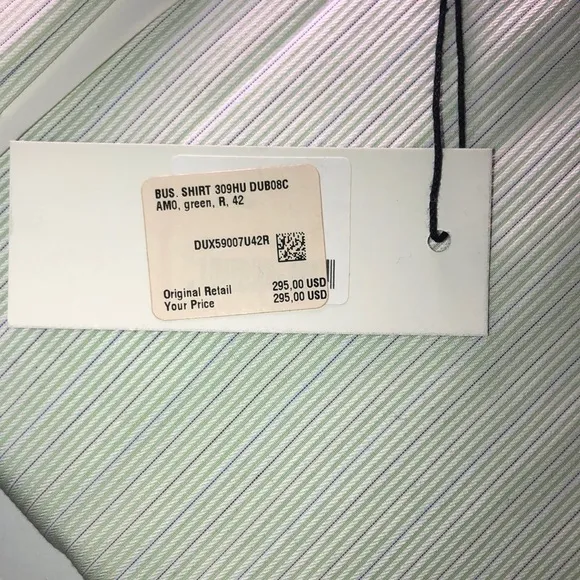 BUS. SHIRT 309HU DUB08C
AM0, green, R, 42
DUX59007U42R
Original Retail 295,00 USD
Your Price 295,00 USD